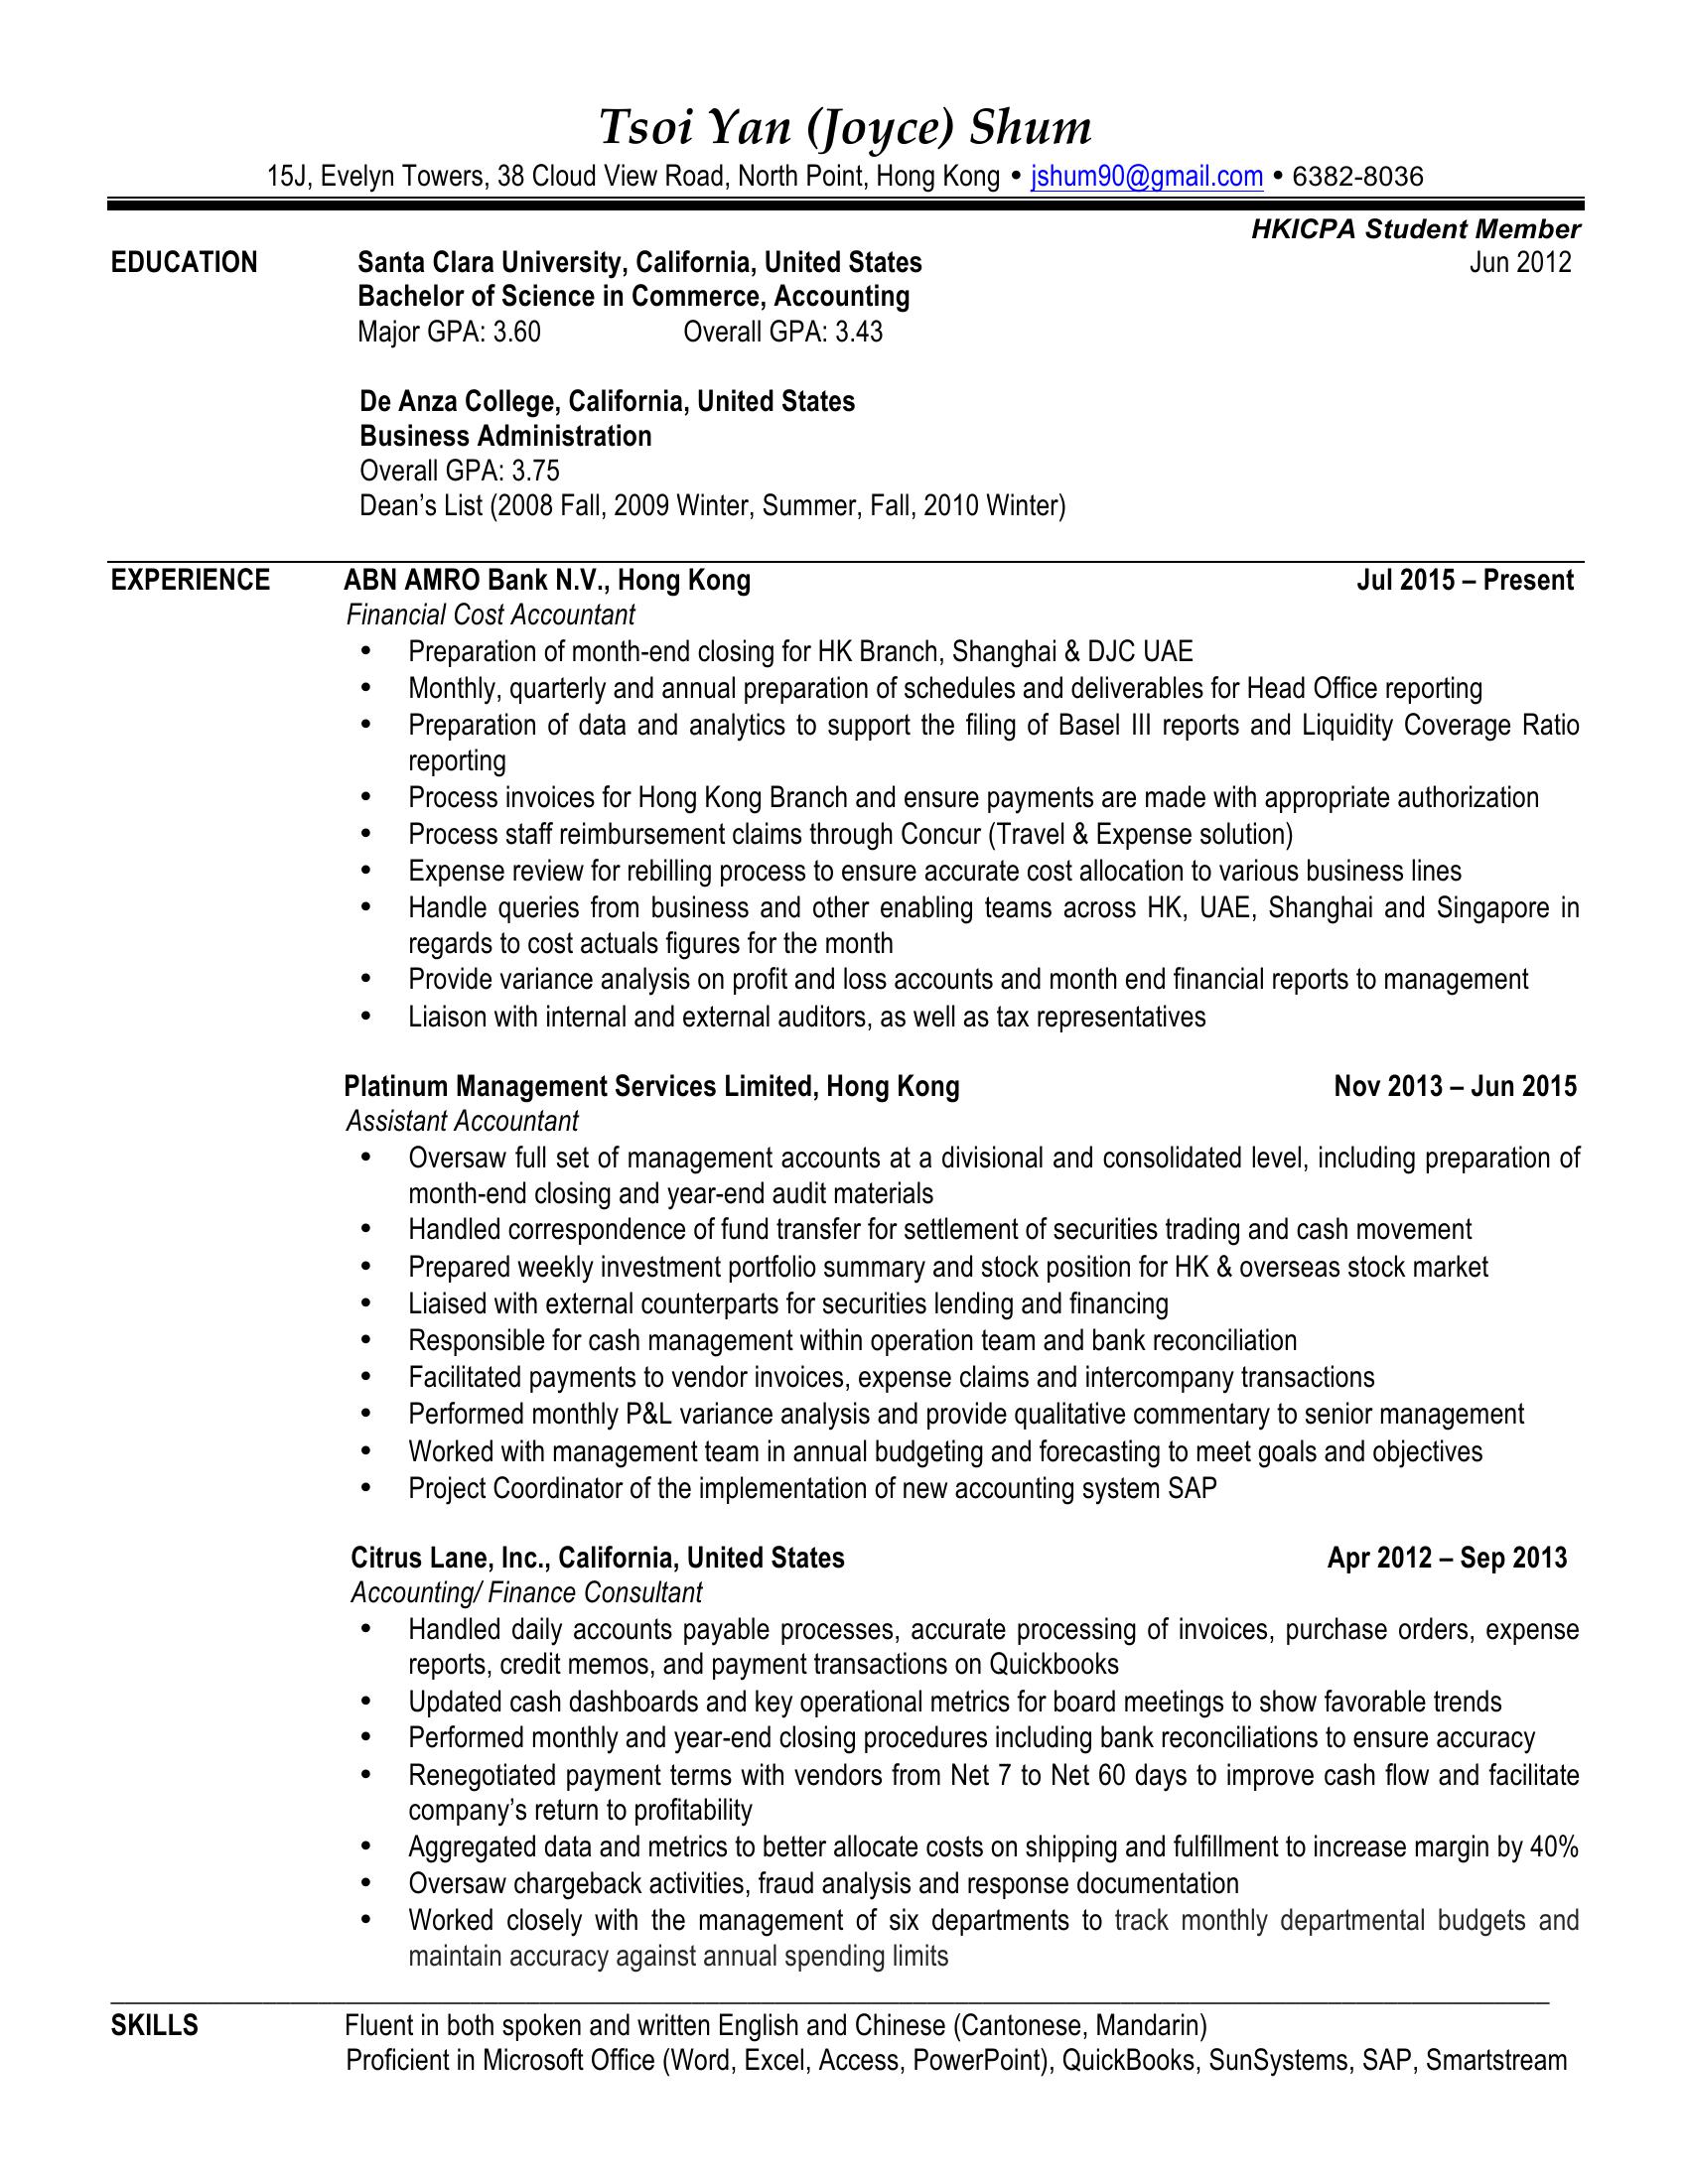 Tsoi Yan (Joyce) Shum
15J, Evelyn Towers, 38 Cloud View Road, North Point, Hong Kong • jshum90@gmail.com • 6382-8036
HKICPA Student Member
EDUCATION Santa Clara University, California, United States Jun 2012
Bachelor of Science in Commerce, Accounting
Major GPA: 3.60 Overall GPA: 3.43
De Anza College, California, United States
Business Administration
Overall GPA: 3.75
Dean’s List (2008 Fall, 2009 Winter, Summer, Fall, 2010 Winter)
EXPERIENCE ABN AMRO Bank N.V., Hong Kong Jul 2015 – Present
Financial Cost Accountant
• Preparation of month-end closing for HK Branch, Shanghai & DJC UAE
• Monthly, quarterly and annual preparation of schedules and deliverables for Head Office reporting
• Preparation of data and analytics to support the filing of Basel III reports and Liquidity Coverage Ratio
reporting
• Process invoices for Hong Kong Branch and ensure payments are made with appropriate authorization
• Process staff reimbursement claims through Concur (Travel & Expense solution)
• Expense review for rebilling process to ensure accurate cost allocation to various business lines
• Handle queries from business and other enabling teams across HK, UAE, Shanghai and Singapore in
regards to cost actuals figures for the month
• Provide variance analysis on profit and loss accounts and month end financial reports to management
• Liaison with internal and external auditors, as well as tax representatives
Platinum Management Services Limited, Hong Kong Nov 2013 – Jun 2015
Assistant Accountant
• Oversaw full set of management accounts at a divisional and consolidated level, including preparation of
month-end closing and year-end audit materials
• Handled correspondence of fund transfer for settlement of securities trading and cash movement
• Prepared weekly investment portfolio summary and stock position for HK & overseas stock market
• Liaised with external counterparts for securities lending and financing
• Responsible for cash management within operation team and bank reconciliation
• Facilitated payments to vendor invoices, expense claims and intercompany transactions
• Performed monthly P&L variance analysis and provide qualitative commentary to senior management
• Worked with management team in annual budgeting and forecasting to meet goals and objectives
• Project Coordinator of the implementation of new accounting system SAP
Citrus Lane, Inc., California, United States Apr 2012 – Sep 2013
Accounting/ Finance Consultant
• Handled daily accounts payable processes, accurate processing of invoices, purchase orders, expense
reports, credit memos, and payment transactions on Quickbooks
• Updated cash dashboards and key operational metrics for board meetings to show favorable trends
• Performed monthly and year-end closing procedures including bank reconciliations to ensure accuracy
• Renegotiated payment terms with vendors from Net 7 to Net 60 days to improve cash flow and facilitate
company’s return to profitability
• Aggregated data and metrics to better allocate costs on shipping and fulfillment to increase margin by 40%
• Oversaw chargeback activities, fraud analysis and response documentation
• Worked closely with the management of six departments to track monthly departmental budgets and
maintain accuracy against annual spending limits
SKILLS Fluent in both spoken and written English and Chinese (Cantonese, Mandarin)
Proficient in Microsoft Office (Word, Excel, Access, PowerPoint), QuickBooks, SunSystems, SAP, Smartstream